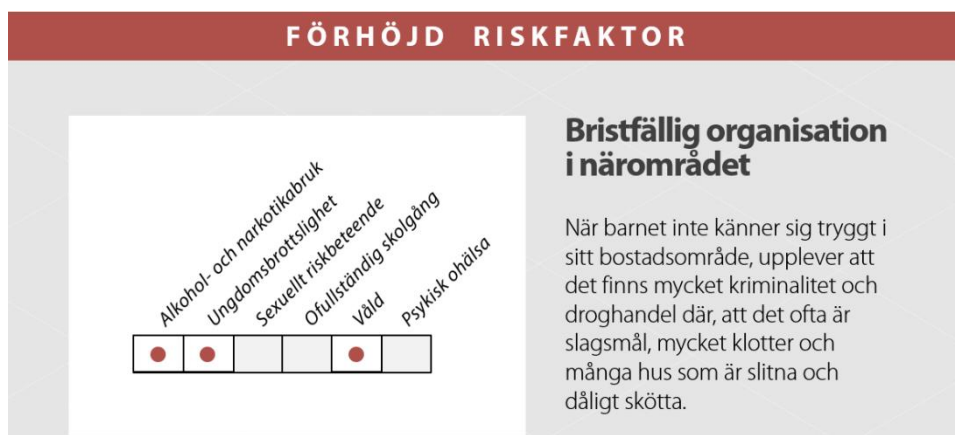 FÖRHÖJD RISKFAKTOR
Alkohol- och narkotikabruk
Ungdomsbrottslighet
Sexuellt riskbeteende
Ofullständig skolgång
Våld
Psykisk ohälsa
Bristfällig organisation
i närområdet
När barnet inte känner sig tryggt i
sitt bostadsområde, upplever att
det finns mycket kriminalitet och
droghandel där, att det ofta är
slagsmål, mycket klotter och
många hus som är slitna och
dåligt skötta.